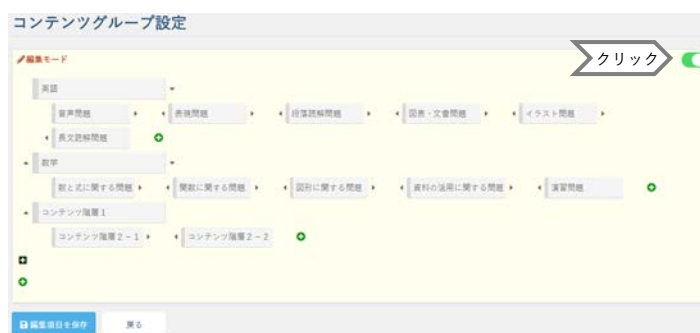 コンテンツグループ設定
クリック
編集モード
英語
音声問題 表現問題 段落読解問題 図表・文書問題 イラスト問題
長文読解問題
数学
数と式に関する問題 関数に関する問題 図形に関する問題 資料の活用に関する問題 演習問題
コンテンツ階層1
コンテンツ階層2-1 コンテンツ階層2-2
編集項目を保存 戻る